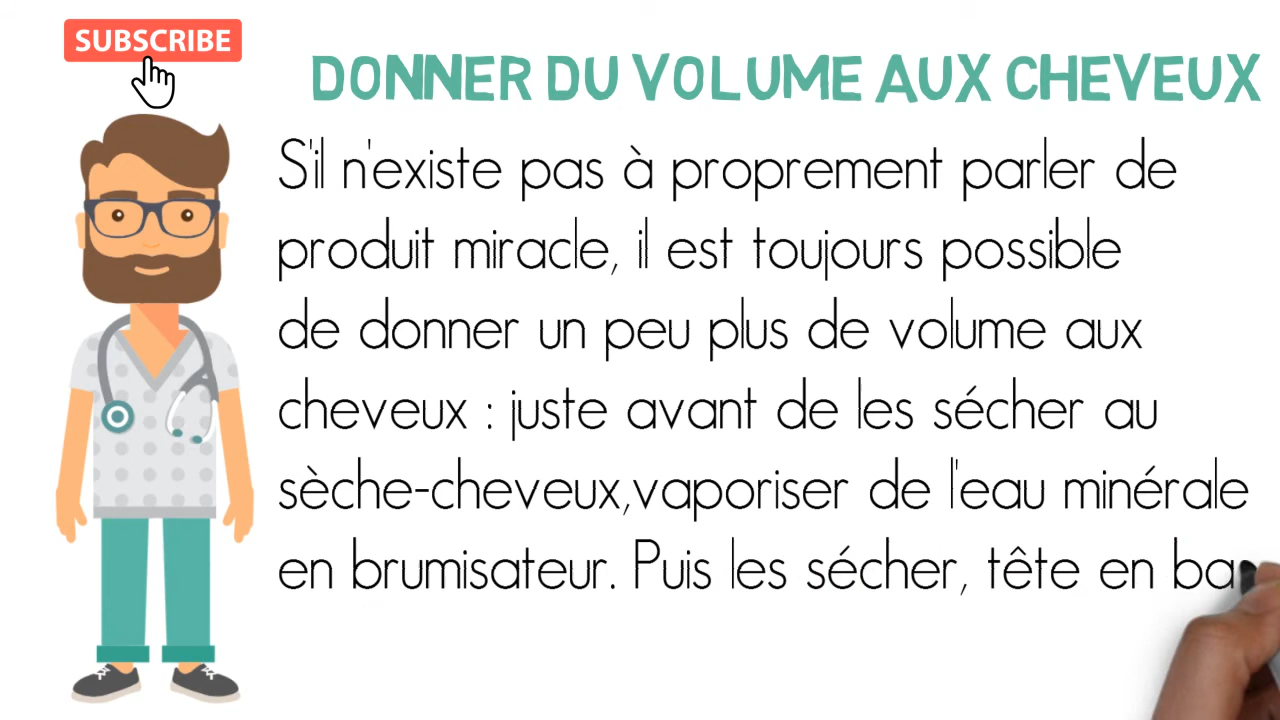 SUBSCRIBE
DONNER DU VOLUME AUX CHEVEUX
S'il n'existe pas à proprement parler de
produit miracle, il est toujours possible
de donner un peu plus de volume aux
cheveux : juste avant de les sécher au
sèche-cheveux,vaporiser de l'eau minérale
en brumisateur. Puis les sécher, tête en ba